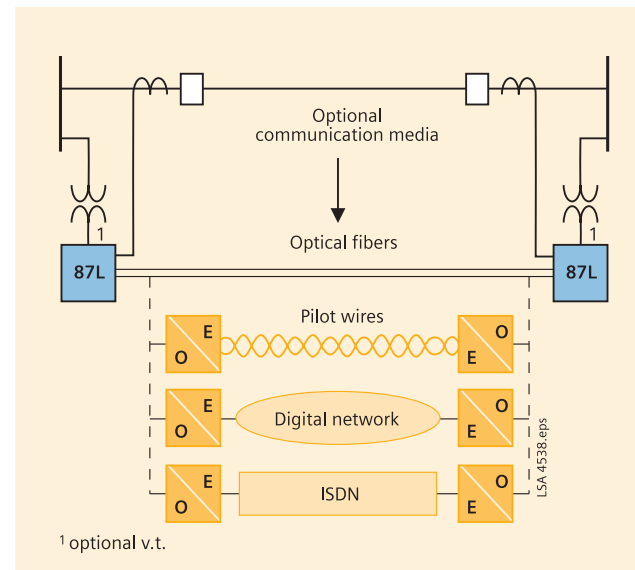 Optional
communication media
Optical fibers
1
1
87L
87L
Pilot wires
E
O
O
E
Digital network
E
O
O
E
ISDN
E
O
O
E
LSA 4538.eps
1 optional v.t.